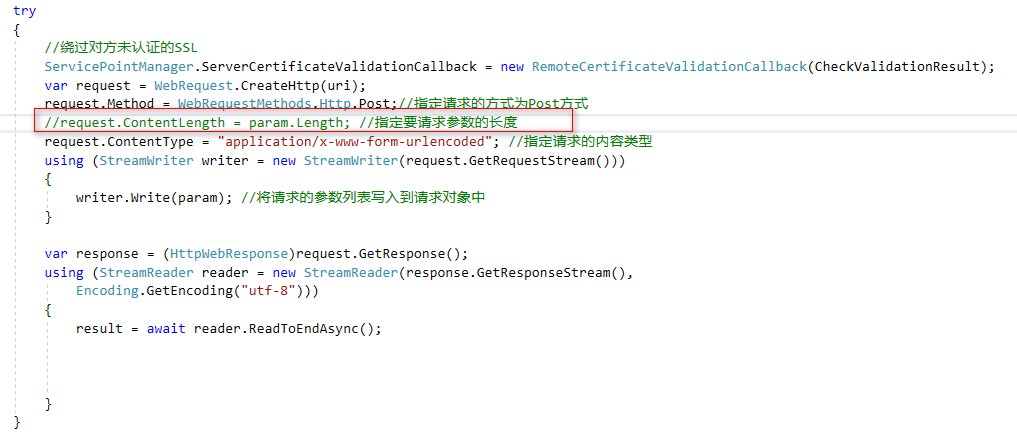 try
{
//绕过对方未认证的SSL
ServicePointManager.ServerCertificateValidationCallback = new RemoteCertificateValidationCallback(CheckValidationResult);
var request = WebRequest.CreateHttp(uri);
request.Method = WebRequestMethods.Http.Post;//指定请求的方式为Post方式
//request.ContentLength = param.Length; //指定要请求参数的长度
request.ContentType = "application/x-www-form-urlencoded"; //指定请求的内容类型
using (StreamWriter writer = new StreamWriter(request.GetRequestStream()))
{
writer.Write(param); //将请求的参数列表写入到请求对象中
}
var response = (HttpWebResponse)request.GetResponse();
using (StreamReader reader = new StreamReader(response.GetResponseStream(),
Encoding.GetEncoding("utf-8")))
{
result = await reader.ReadToEndAsync();
}
}